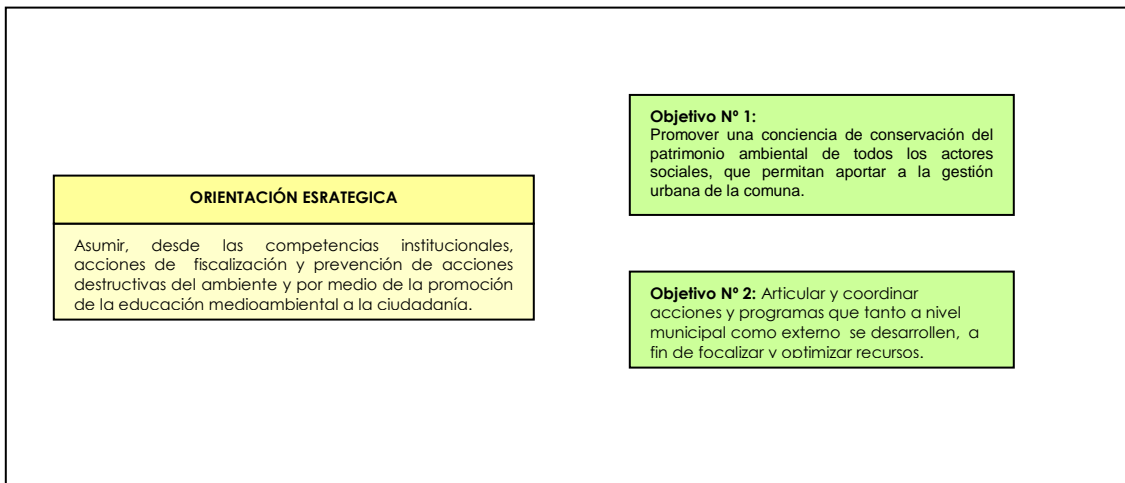 ORIENTACIÓN ESRATEGICA
Asumir, desde las competencias institucionales,
acciones de fiscalización y prevención de acciones
destructivas del ambiente y por medio de la promoción
de la educación medioambiental a la ciudadanía.
Objetivo Nº 1:
Promover una conciencia de conservación del
patrimonio ambiental de todos los actores
sociales, que permitan aportar a la gestión
urbana de la comuna.
Objetivo Nº 2: Articular y coordinar
acciones y programas que tanto a nivel
municipal como externo se desarrollen, a
fin de focalizar y optimizar recursos.